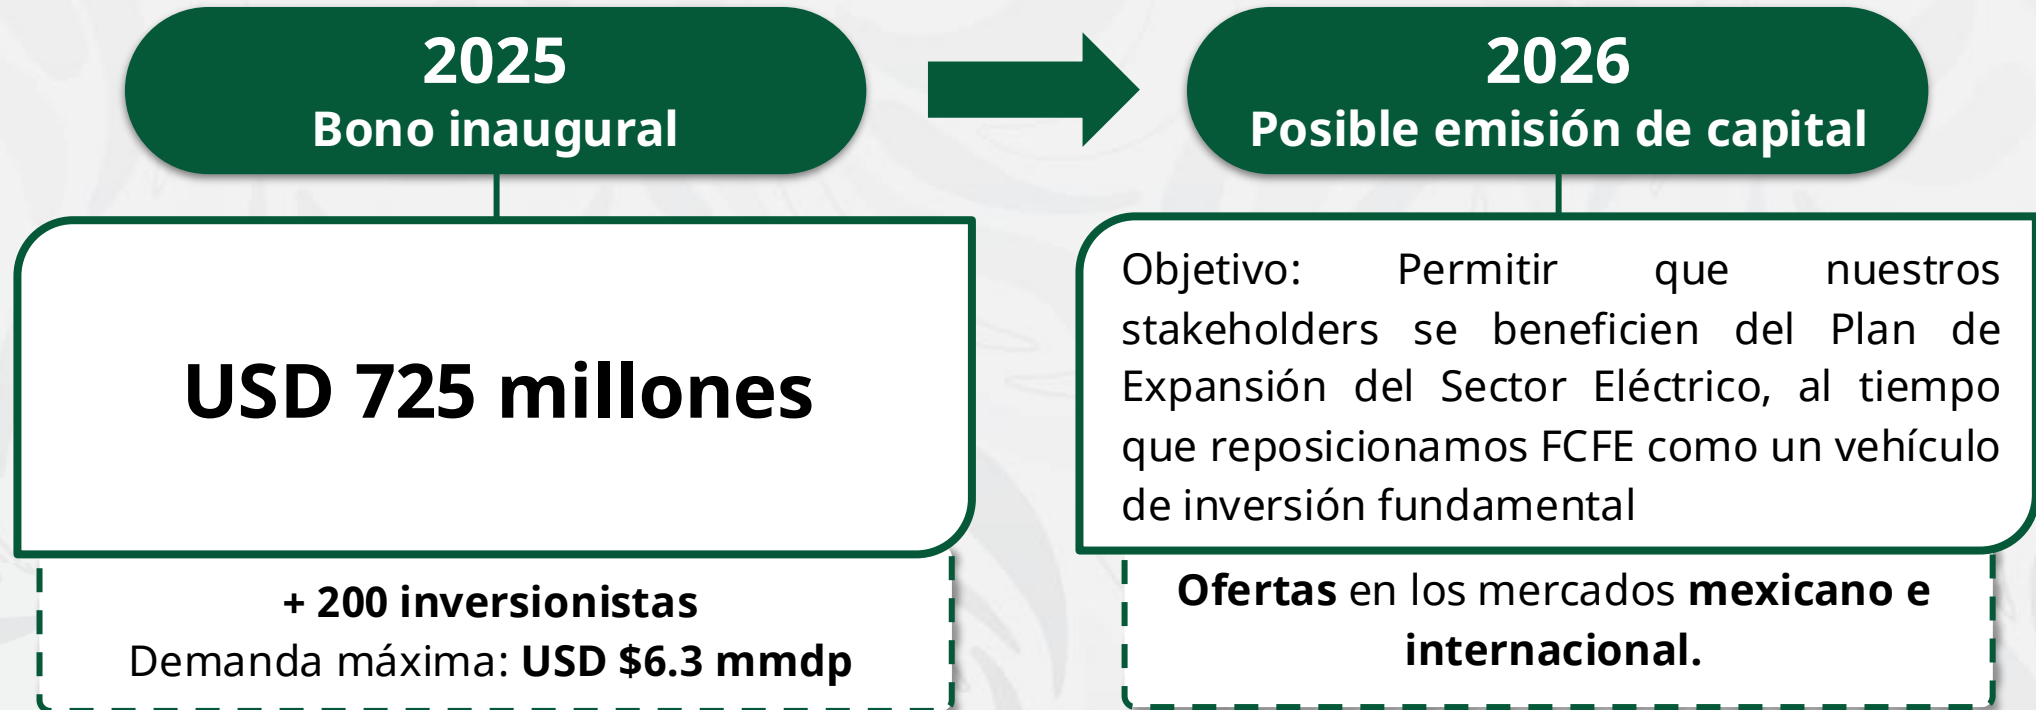 2025
Bono inaugural
USD 725 millones
+ 200 inversionistas
Demanda máxima: USD $6.3 mmdp
2026
Posible emisión de capital
Objetivo: Permitir que nuestros
stakeholders se beneficien del Plan de
Expansión del Sector Eléctrico, al tiempo
que reposicionamos FCFE como un vehículo
de inversión fundamental
Ofertas en los mercados mexicano e
internacional.